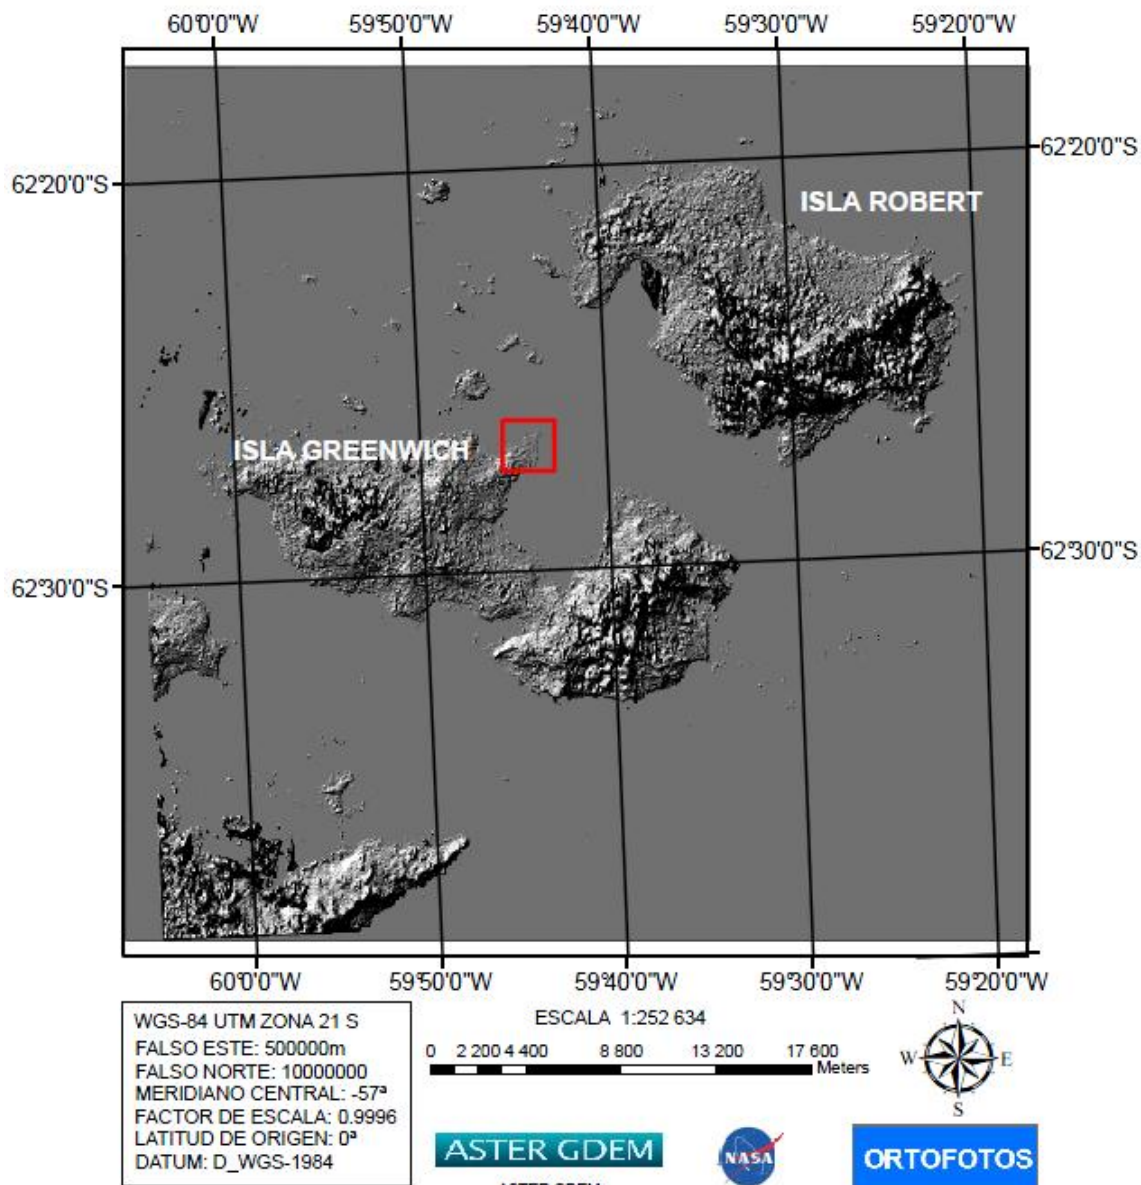 60°0'0"W 59°50'0"W 59°40'0"W 59°30'0"W 59°20'0"W
62°20'0"S
62°20'0"S
ISLA ROBERT
ISLA GREENWICH
62°30'0"S
62°30'0"S
60°0'0"W 59°50'0"W 59°40'0"W 59°30'0"W 59°20'0"W
WGS-84 UTM ZONA 21 S
FALSO ESTE: 500000m
FALSO NORTE: 10000000
MERIDIANO CENTRAL: -57ª
FACTOR DE ESCALA: 0.9996
LATITUD DE ORIGEN: 0ª
DATUM: D_WGS-1984
ESCALA 1:252 634
0 2 200 4 400 8 800 13 200 17 600
Meters
N
W E
S
ASTER GDEM
NASA
ORTOFOTOS